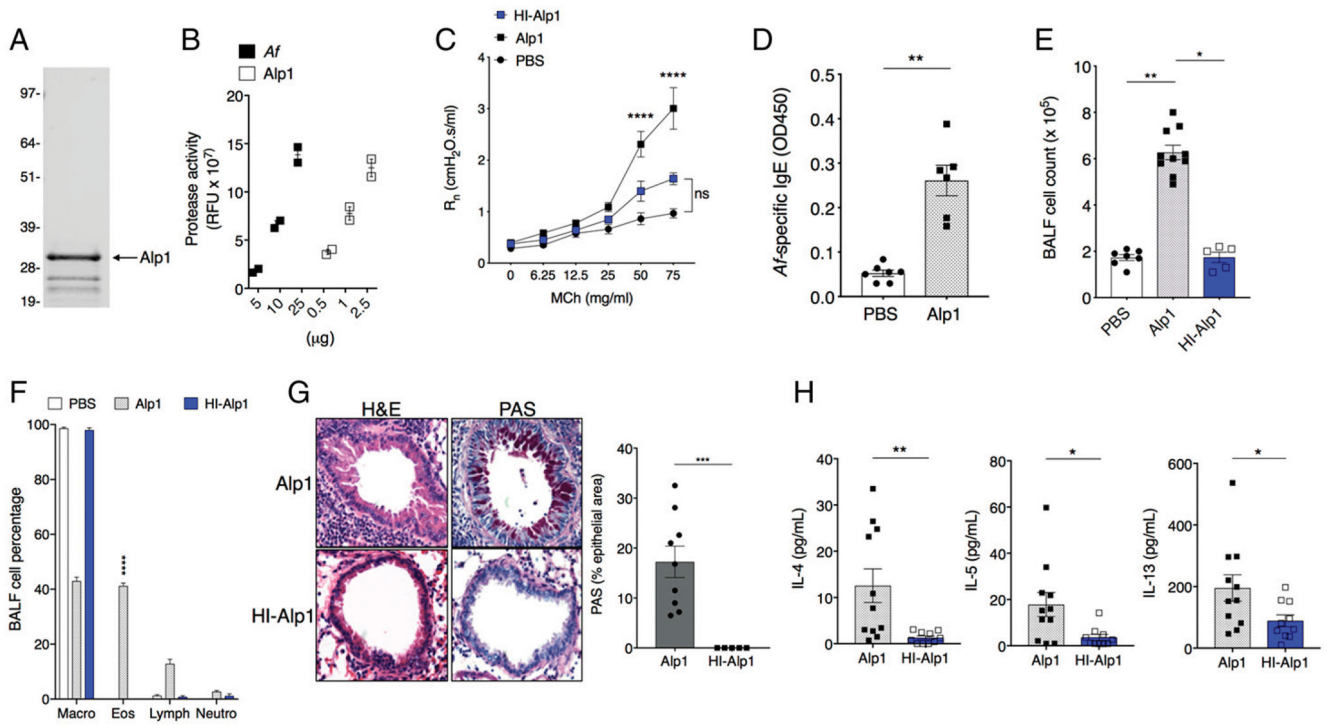 A
97-
64-
51-
39-
28-
19-
Alp1
B
Af
Alp1
Protease activity
(RFU x 10⁷)
20
15
10
5
0
5
10
25
0.5
1
2.5
(μg)
C
HI-Alp1
Alp1
PBS
Rₙ (cmH₂O.s/ml)
4
3
2
1
0
****
****
ns
0
6.25
12.5
25
50
75
MCh (mg/ml)
D
**
Af-specific IgE (OD450)
0.5
0.4
0.3
0.2
0.1
0.0
PBS
Alp1
E
**
*
BALF cell count (x 10⁵)
10
8
6
4
2
0
PBS
Alp1
HI-Alp1
F
PBS
Alp1
HI-Alp1
BALF cell percentage
100
80
60
40
20
0
****
Macro
Eos
Lymph
Neutro
G
H&E
PAS
Alp1
HI-Alp1
PAS (% epithelial area)
40
30
20
10
0
***
Alp1
HI-Alp1
H
IL-4 (pg/mL)
40
30
20
10
0
**
Alp1
HI-Alp1
IL-5 (pg/mL)
80
60
40
20
0
*
Alp1
HI-Alp1
IL-13 (pg/mL)
600
400
200
0
*
Alp1
HI-Alp1